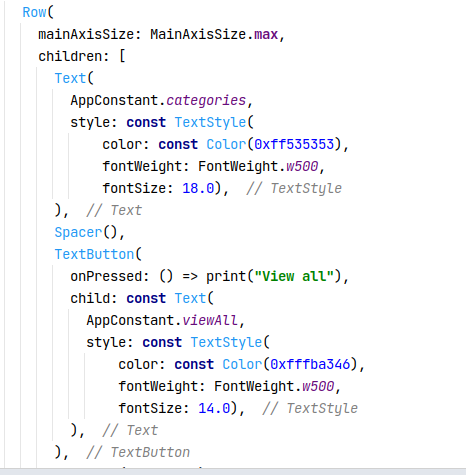 Row(
mainAxisSize: MainAxisSize.max,
children: [
Text(
AppConstant.categories,
style: const TextStyle(
color: const Color(0xff535353),
fontWeight: FontWeight.w500,
fontSize: 18.0), // TextStyle
), // Text
Spacer(),
TextButton(
onPressed: () => print("View all"),
child: const Text(
AppConstant.viewAll,
style: const TextStyle(
color: const Color(0xfffba346),
fontWeight: FontWeight.w500,
fontSize: 14.0), // TextStyle
), // Text
), // TextButton